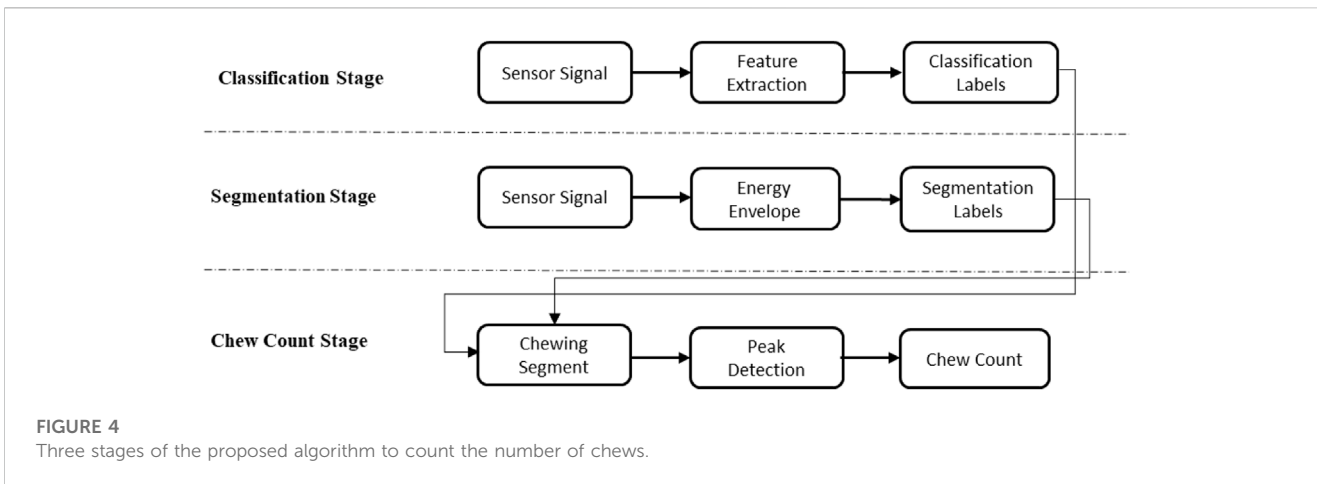 Classification Stage
Sensor Signal
Feature
Extraction
Classification
Labels
Segmentation Stage
Sensor Signal
Energy
Envelope
Segmentation
Labels
Chew Count Stage
Chewing
Segment
Peak
Detection
Chew Count
FIGURE 4
Three stages of the proposed algorithm to count the number of chews.